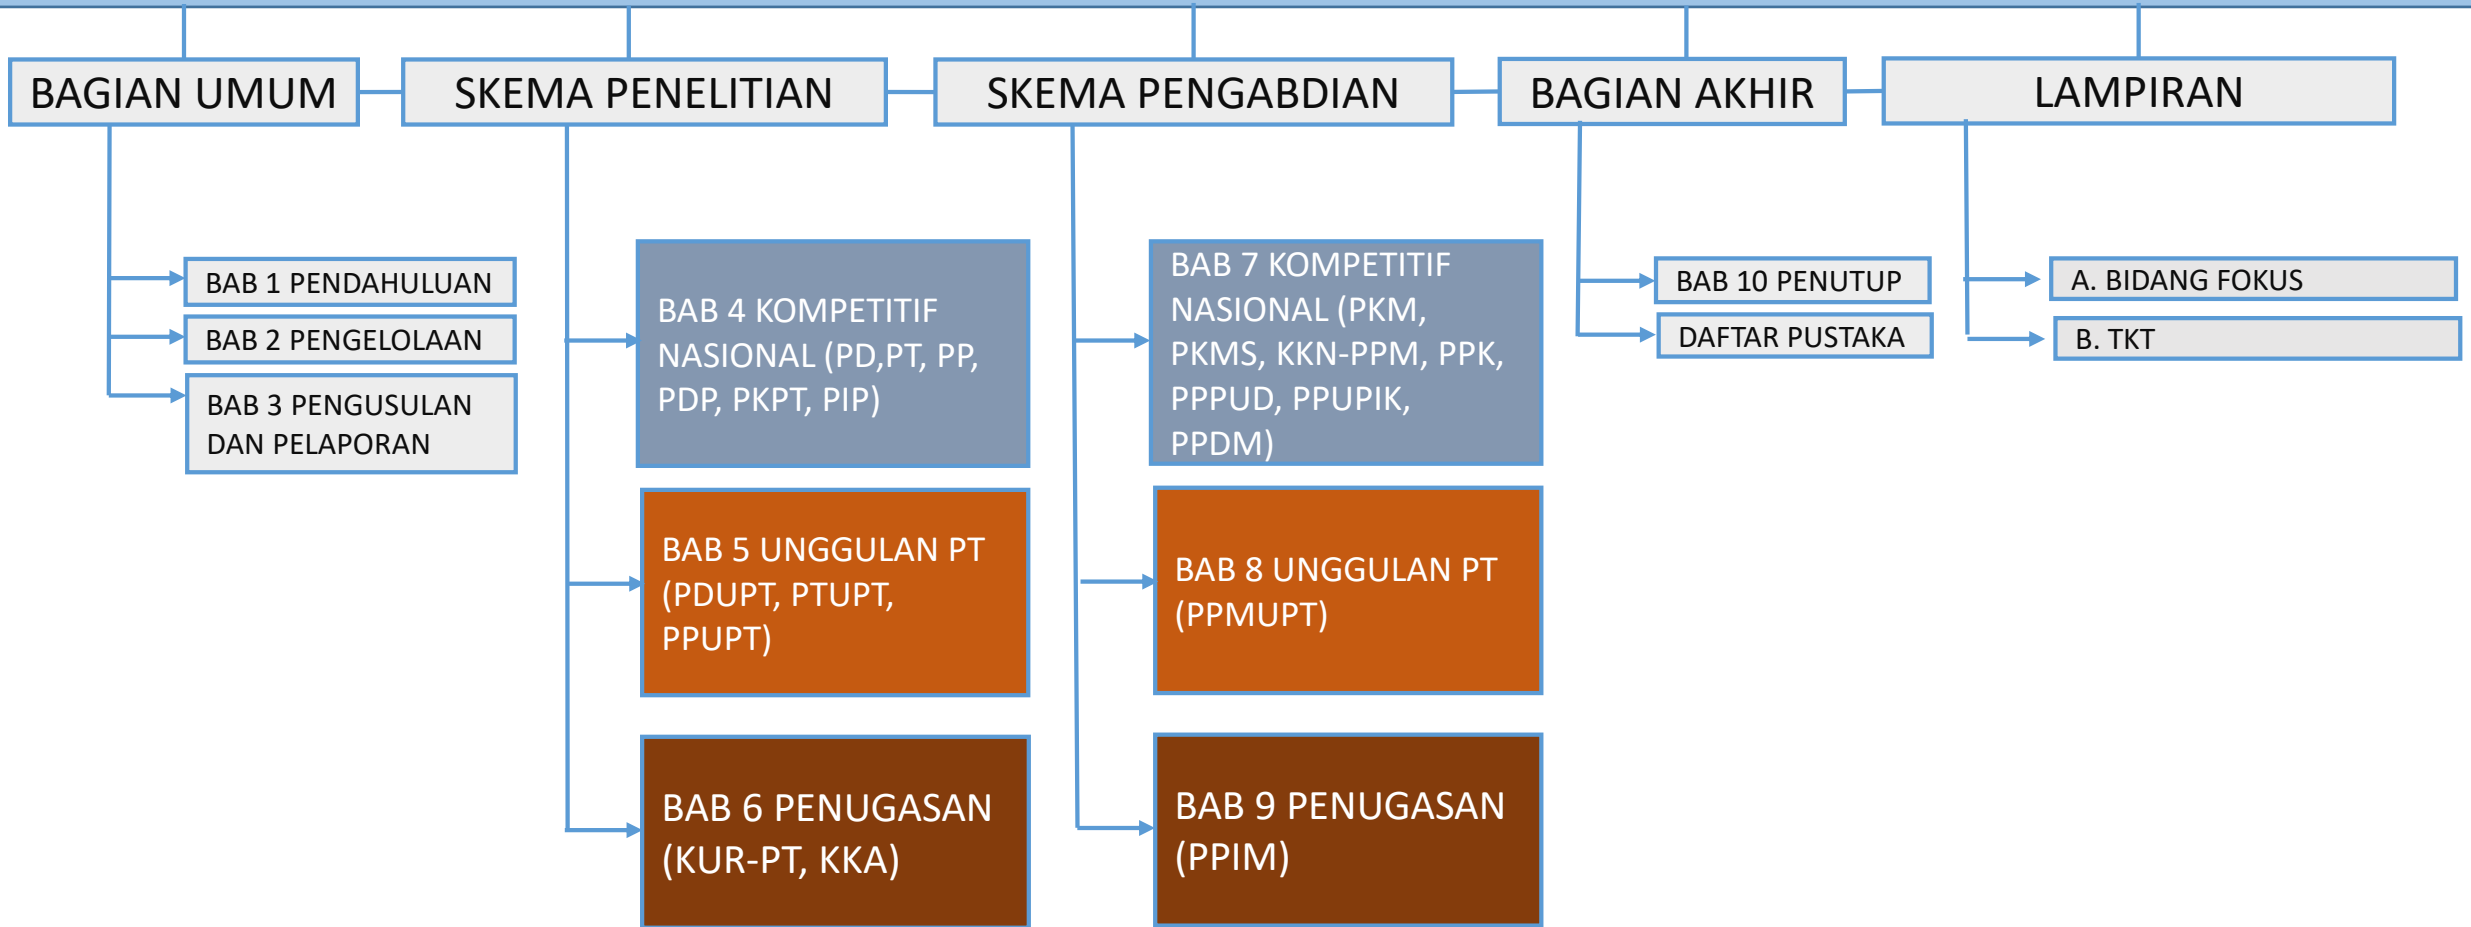 BAGIAN UMUM
SKEMA PENELITIAN
SKEMA PENGABDIAN
BAGIAN AKHIR
LAMPIRAN
BAB 1 PENDAHULUAN
BAB 2 PENGELOLAAN
BAB 3 PENGUSULAN
DAN PELAPORAN
BAB 4 KOMPETITIF
NASIONAL (PD,PT, PP,
PDP, PKPT, PIP)
BAB 5 UNGGULAN PT
(PDUPT, PTUPT,
PPUPT)
BAB 6 PENUGASAN
(KUR-PT, KKA)
BAB 7 KOMPETITIF
NASIONAL (PKM,
PKMS, KKN-PPM, PPK,
PPPUD, PPUPIK,
PPDM)
BAB 8 UNGGULAN PT
(PPMUPT)
BAB 9 PENUGASAN
(PPIM)
BAB 10 PENUTUP
DAFTAR PUSTAKA
A. BIDANG FOKUS
B. TKT